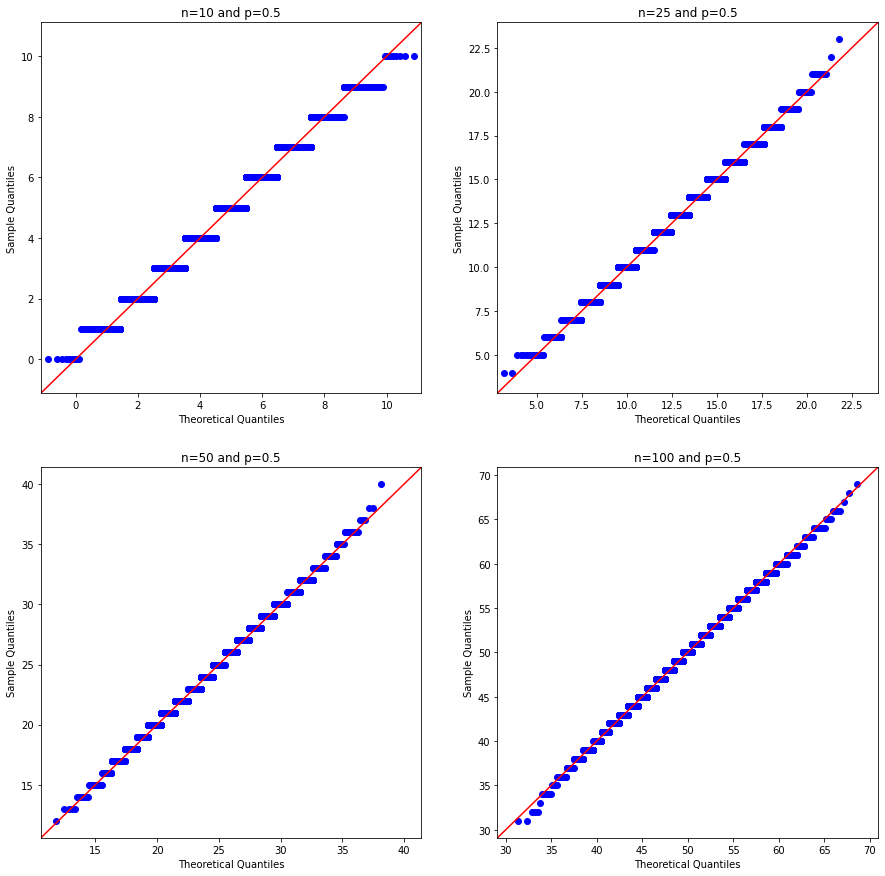 n=10 and p=0.5
10
8
6
4
2
0
Sample Quantiles
0 2 4 6 8 10
Theoretical Quantiles
n=25 and p=0.5
22.5
20.0
17.5
15.0
12.5
10.0
7.5
5.0
Sample Quantiles
5.0 7.5 10.0 12.5 15.0 17.5 20.0 22.5
Theoretical Quantiles
n=50 and p=0.5
40
35
30
25
20
15
Sample Quantiles
15 20 25 30 35 40
Theoretical Quantiles
n=100 and p=0.5
70
65
60
55
50
45
40
35
30
Sample Quantiles
30 35 40 45 50 55 60 65 70
Theoretical Quantiles